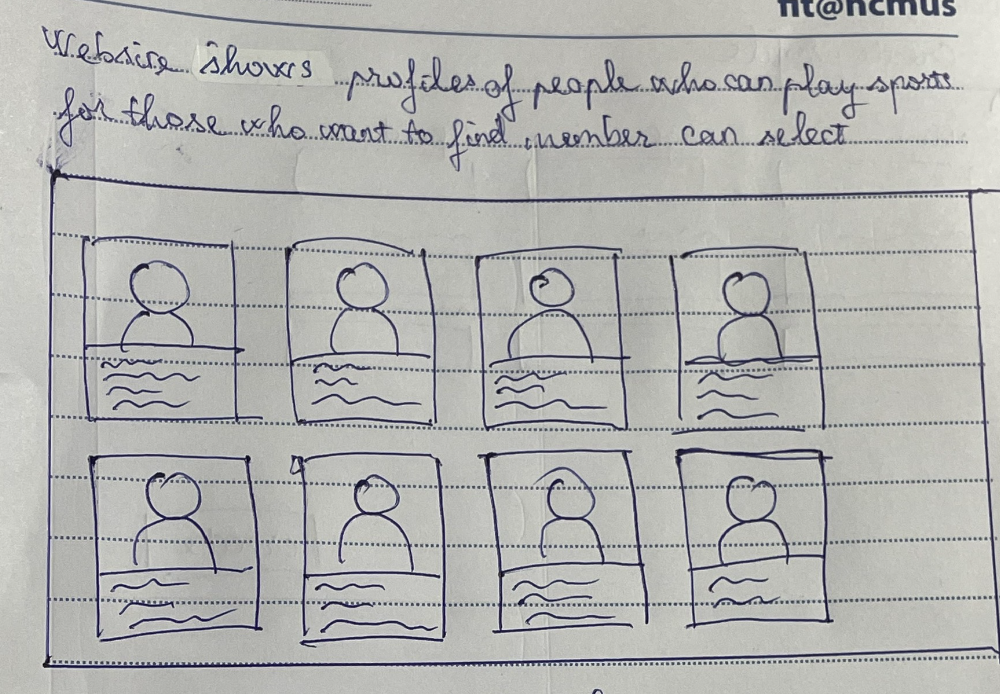 fit@hcmus
Website shows profiles of people who can play sports
for those who want to find member can select